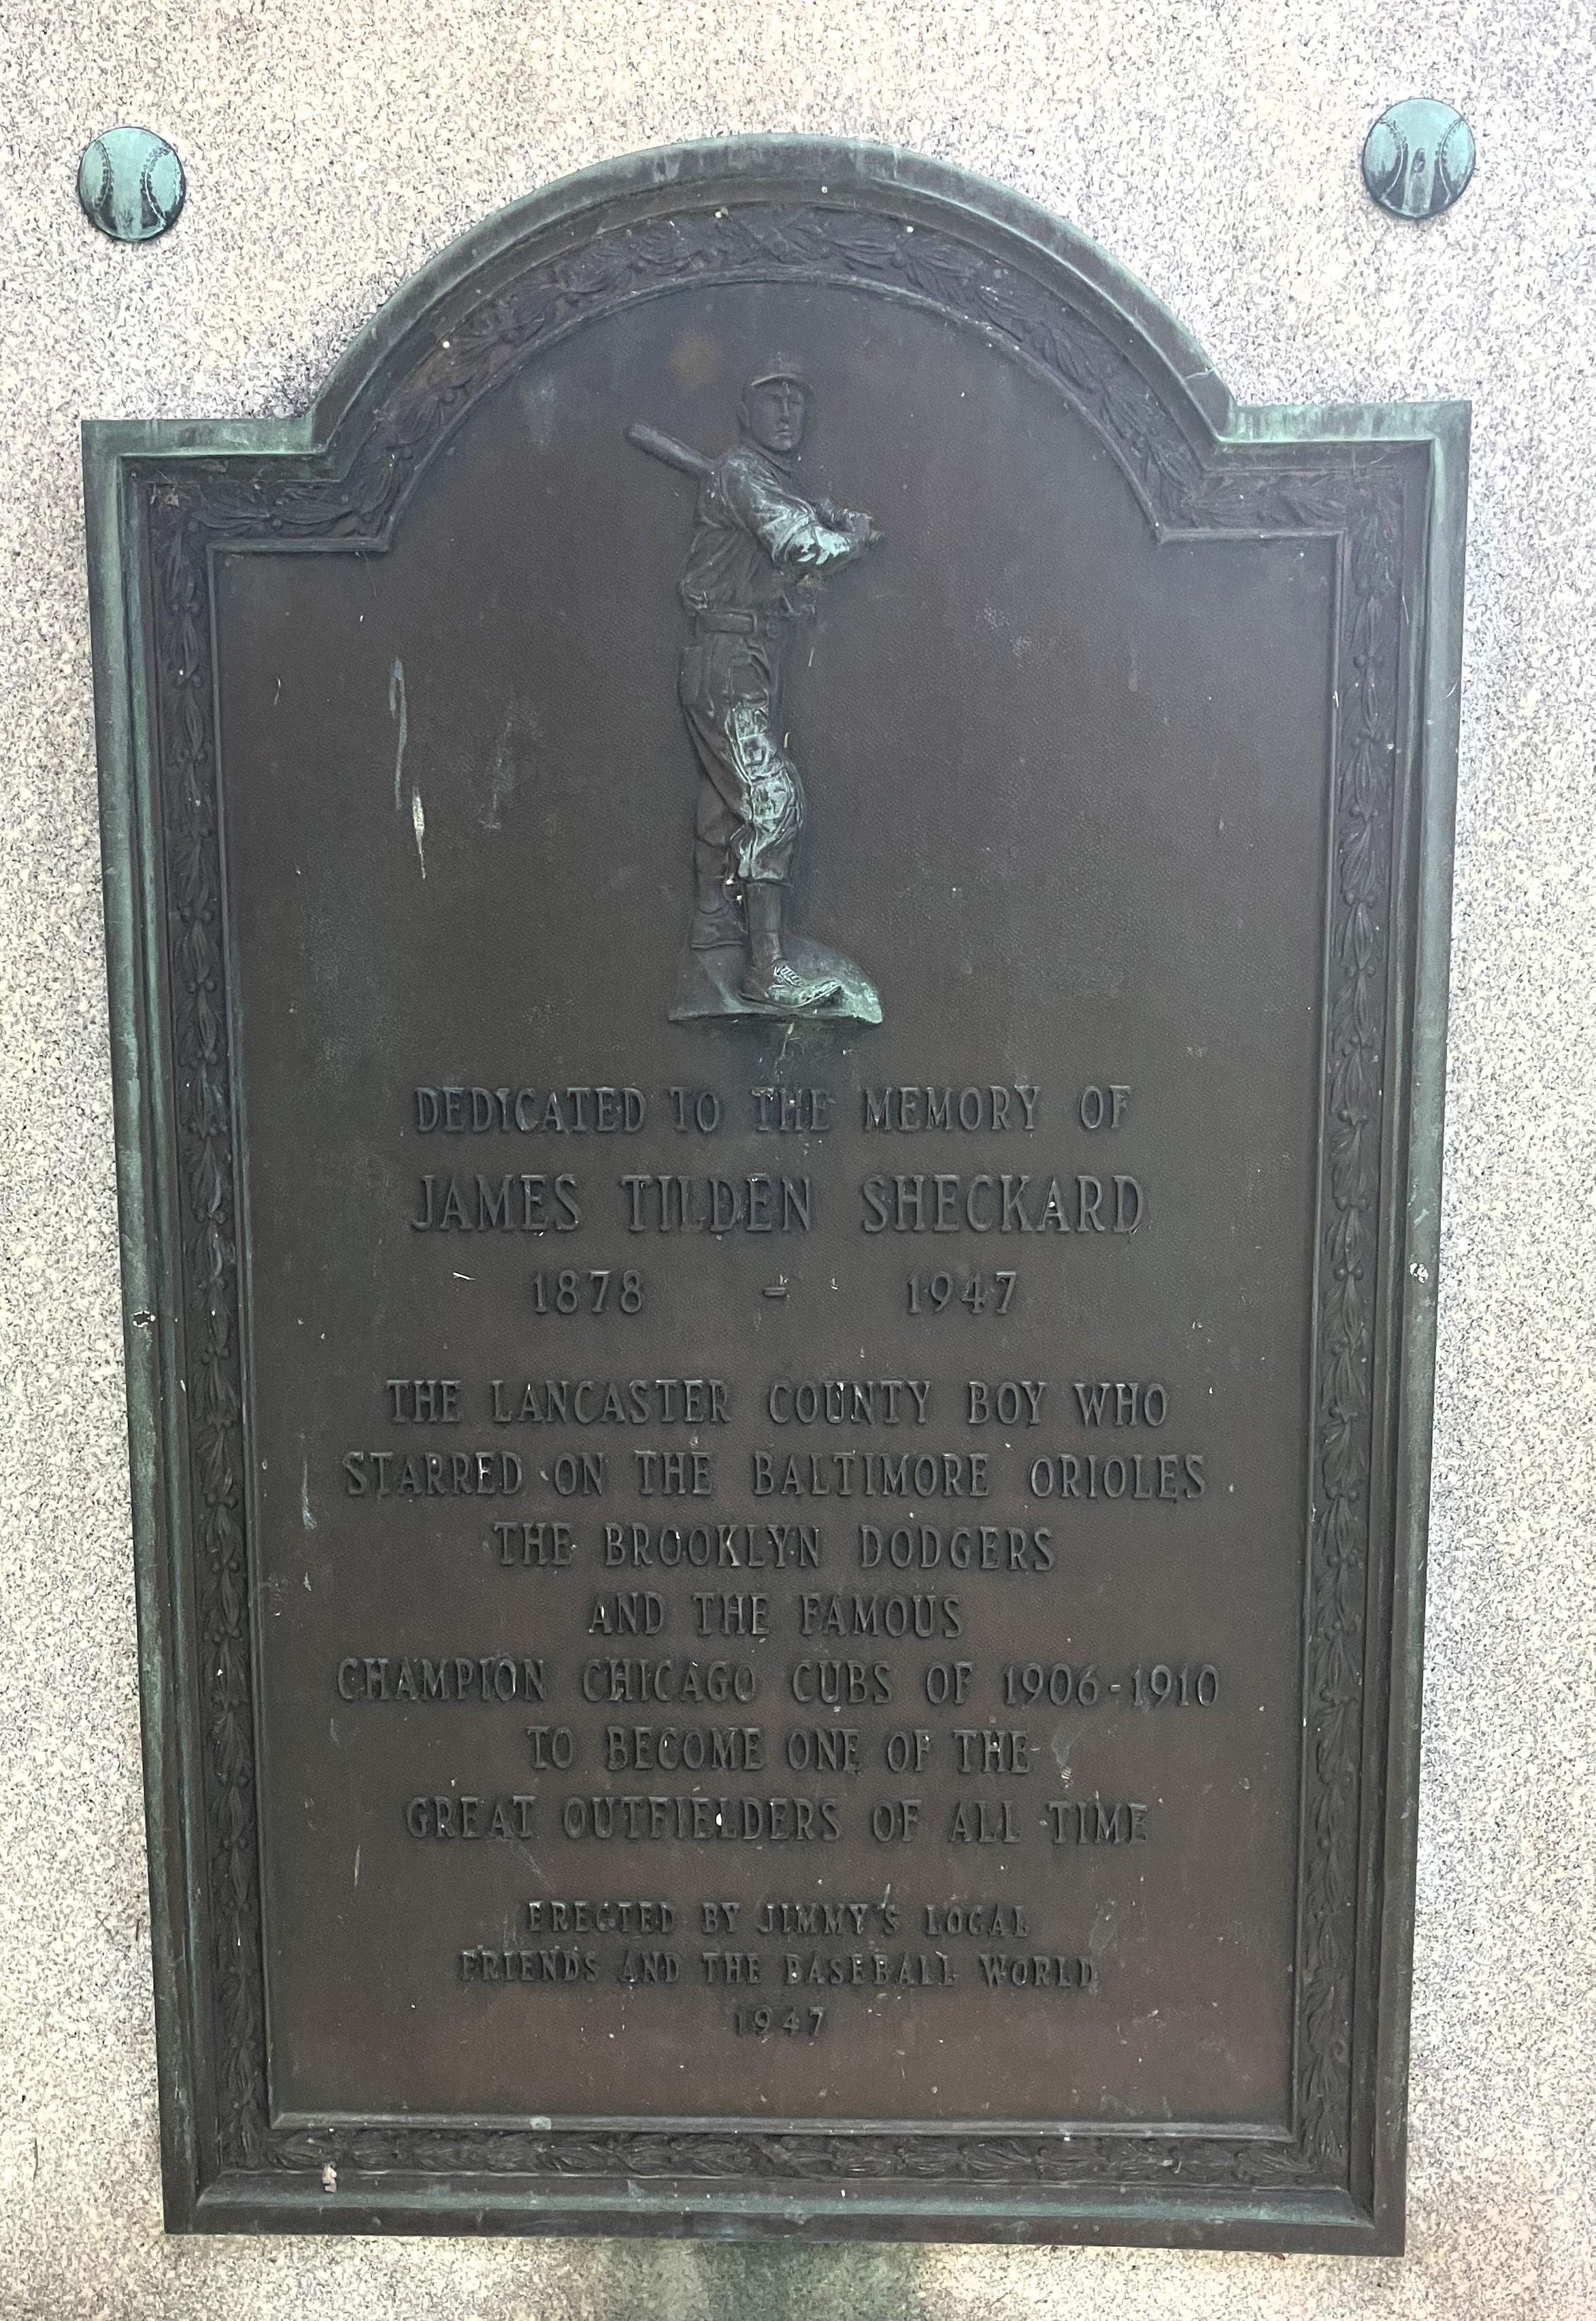 DEDICATED TO THE MEMORY OF
JAMES TILDEN SHECKARD
1878 - 1947
THE LANCASTER COUNTY BOY WHO
STARRED ON THE BALTIMORE ORIOLES
THE BROOKLYN DODGERS
AND THE FAMOUS
CHAMPION CHICAGO CUBS OF 1906-1910
TO BECOME ONE OF THE
GREAT OUTFIELDERS OF ALL TIME
ERECTED BY JIMMY'S LOCAL
FRIENDS AND THE BASEBALL WORLD
1947